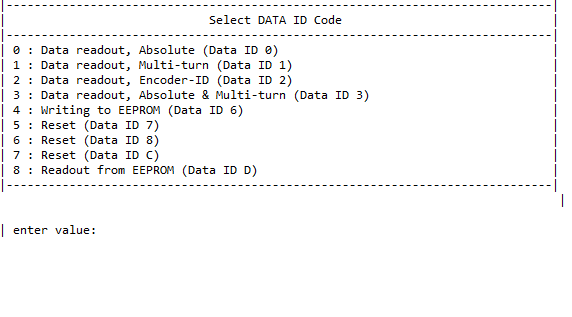 |------------------------------------------------------------------------------|
| Select DATA ID Code |
|------------------------------------------------------------------------------|
| 0 : Data readout, Absolute (Data ID 0) |
| 1 : Data readout, Multi-turn (Data ID 1) |
| 2 : Data readout, Encoder-ID (Data ID 2) |
| 3 : Data readout, Absolute & Multi-turn (Data ID 3) |
| 4 : Writing to EEPROM (Data ID 6) |
| 5 : Reset (Data ID 7) |
| 6 : Reset (Data ID 8) |
| 7 : Reset (Data ID C) |
| 8 : Readout from EEPROM (Data ID D) |
|------------------------------------------------------------------------------|
|
| enter value: